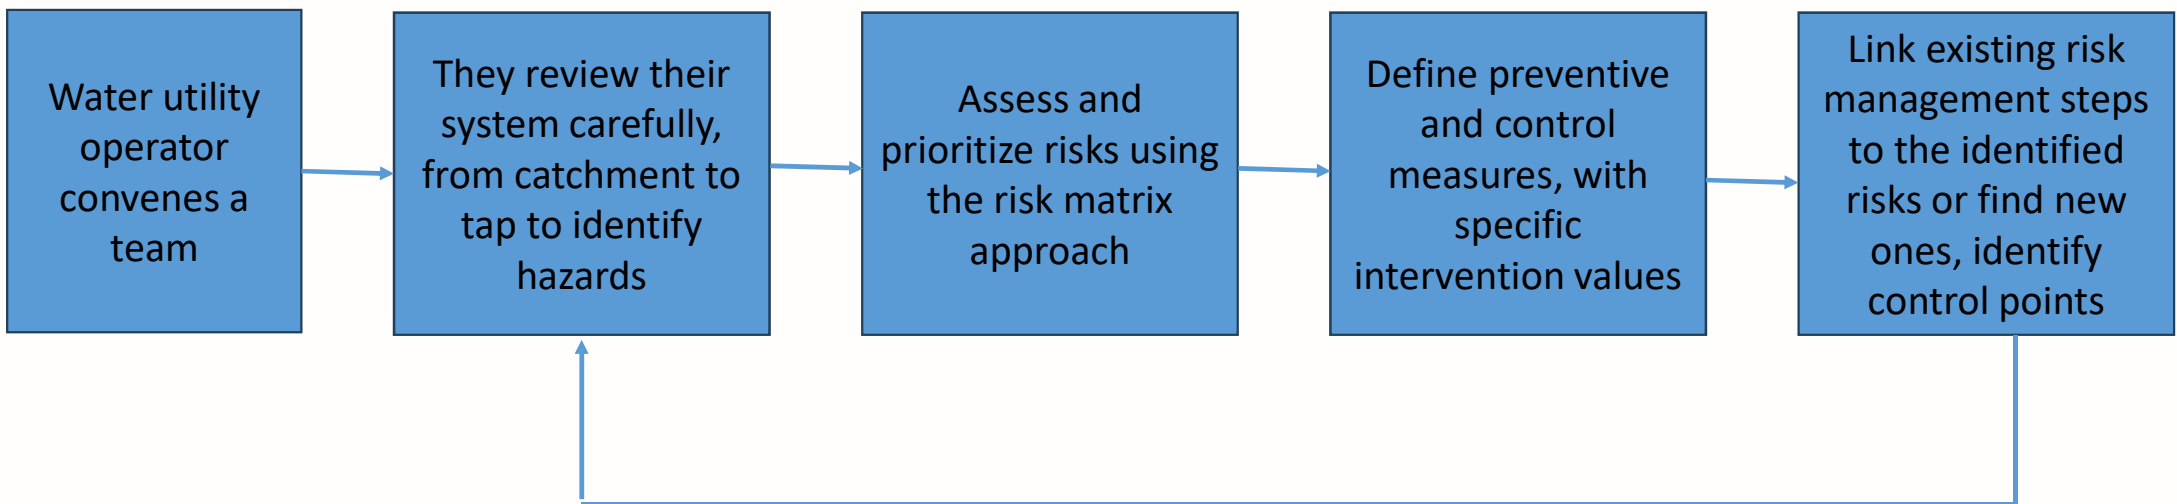 Water utility
operator
convenes a
team
They review their
system carefully,
from catchment to
tap to identify
hazards
Assess and
prioritize risks using
the risk matrix
approach
Define preventive
and control
measures, with
specific
intervention values
Link existing risk
management steps
to the identified
risks or find new
ones, identify
control points